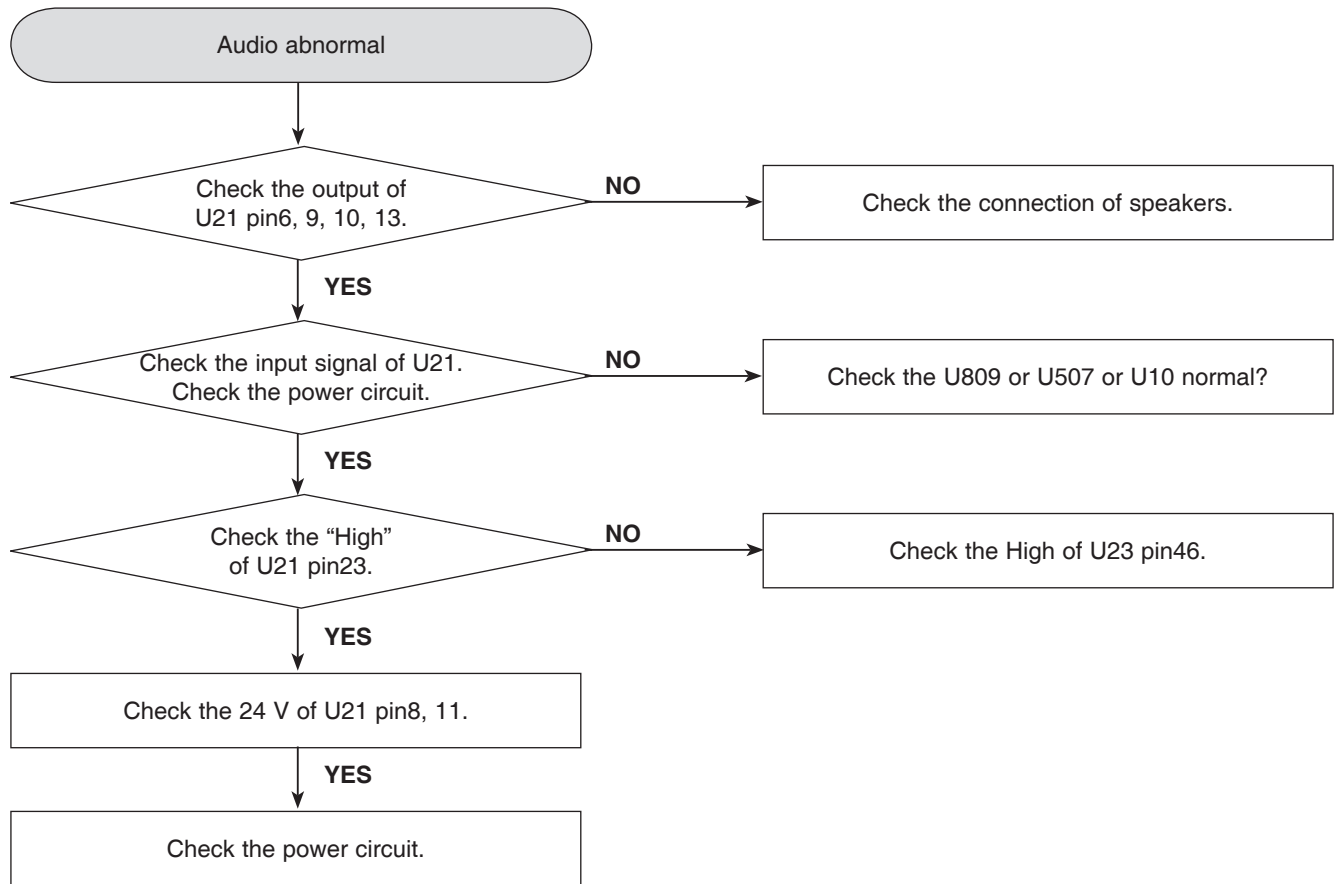 Audio abnormal
Check the output of
U21 pin6, 9, 10, 13.
NO
Check the connection of speakers.
YES
Check the input signal of U21.
Check the power circuit.
NO
Check the U809 or U507 or U10 normal?
YES
Check the “High”
of U21 pin23.
NO
Check the High of U23 pin46.
YES
Check the 24 V of U21 pin8, 11.
YES
Check the power circuit.